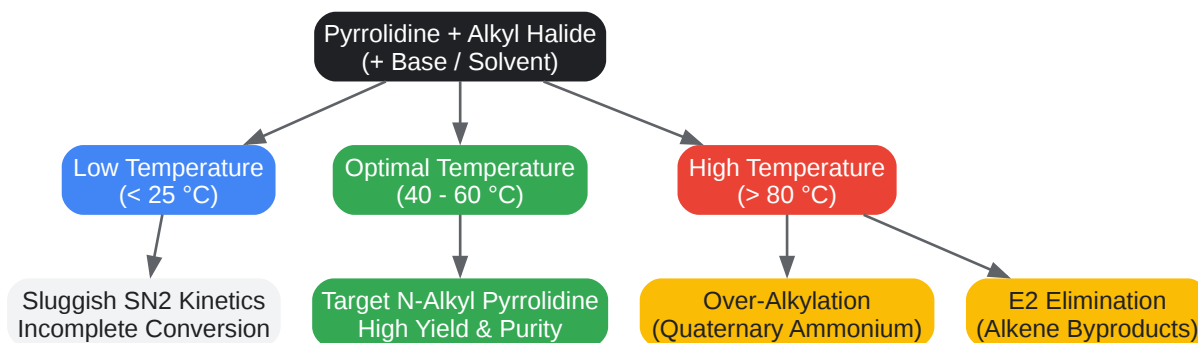 Pyrrolidine + Alkyl Halide
(+ Base / Solvent)
Low Temperature
(< 25 °C)
Optimal Temperature
(40 - 60 °C)
High Temperature
(> 80 °C)
Sluggish SN2 Kinetics
Incomplete Conversion
Target N-Alkyl Pyrrolidine
High Yield & Purity
Over-Alkylation
(Quaternary Ammonium)
E2 Elimination
(Alkene Byproducts)